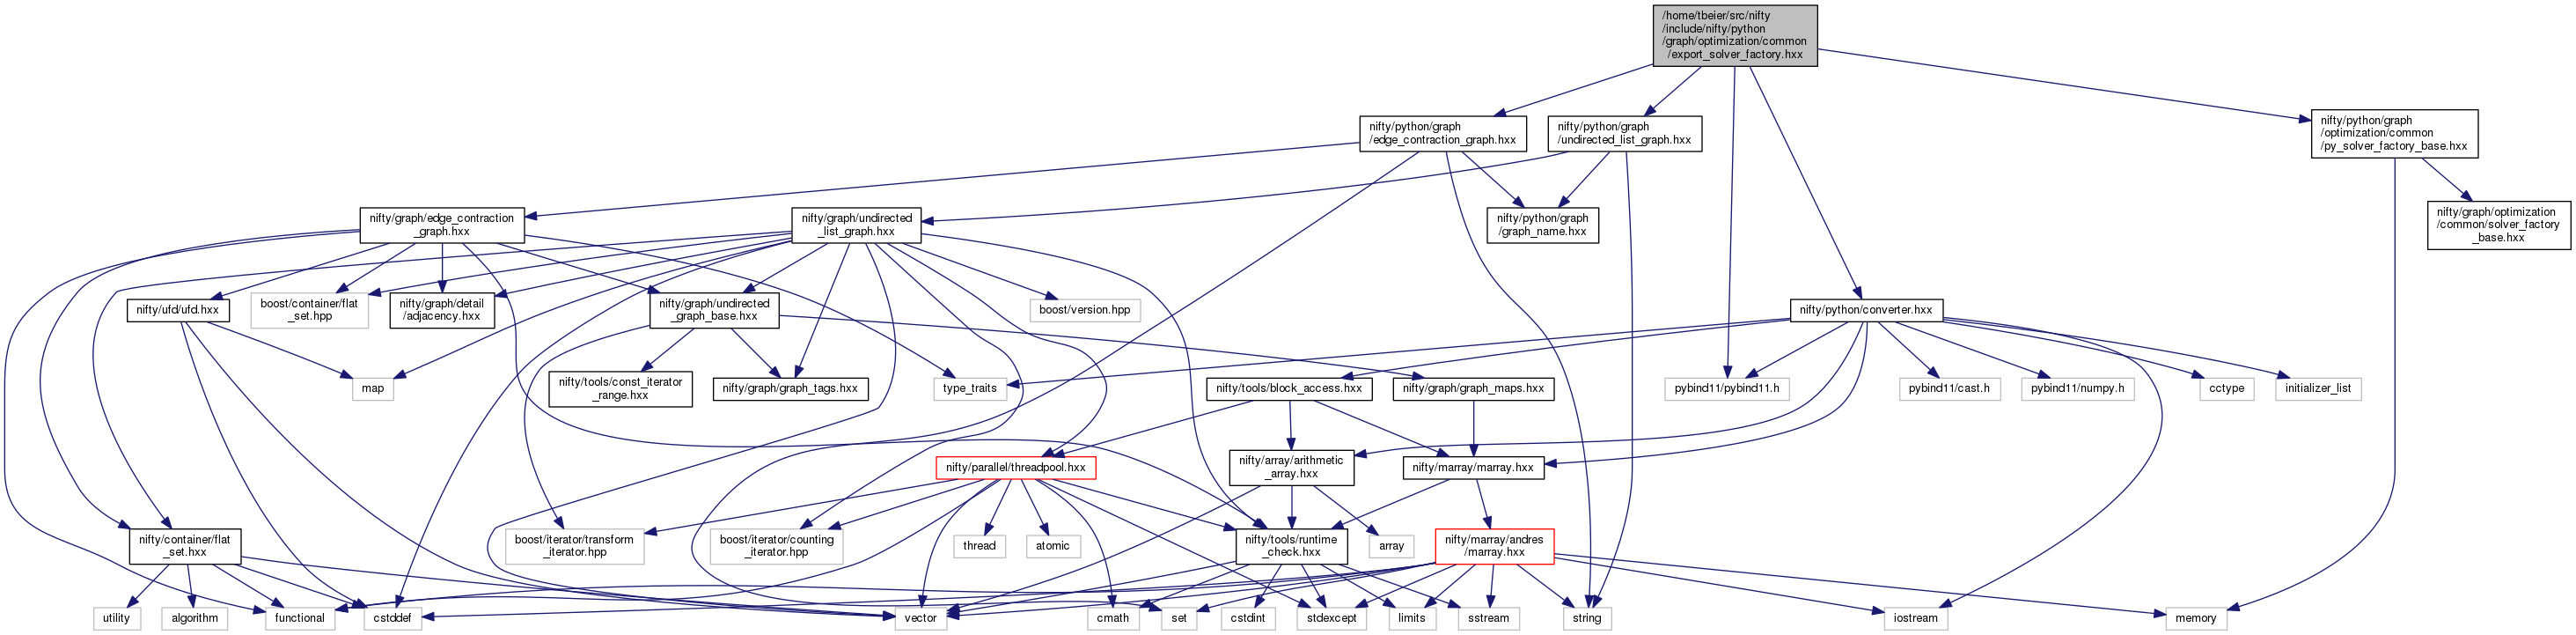 /home/tbeier/src/nifty
/include/nifty/python
/graph/optimization/common
/export_solver_factory.hxx
nifty/python/graph
/edge_contraction_graph.hxx
nifty/python/graph
/undirected_list_graph.hxx
nifty/python/graph
/optimization/common
/py_solver_factory_base.hxx
nifty/graph/edge_contraction
_graph.hxx
nifty/graph/undirected
_list_graph.hxx
nifty/python/graph
/graph_name.hxx
nifty/graph/optimization
/common/solver_factory
_base.hxx
nifty/ufd/ufd.hxx
boost/container/flat
_set.hpp
nifty/graph/detail
/adjacency.hxx
nifty/graph/undirected
_graph_base.hxx
boost/version.hpp
nifty/python/converter.hxx
map
nifty/tools/const_iterator
_range.hxx
nifty/graph/graph_tags.hxx
type_traits
nifty/tools/block_access.hxx
nifty/graph/graph_maps.hxx
pybind11/pybind11.h
pybind11/cast.h
pybind11/numpy.h
cctype
initializer_list
nifty/parallel/threadpool.hxx
nifty/array/arithmetic
_array.hxx
nifty/marray/marray.hxx
nifty/container/flat
_set.hxx
boost/iterator/transform
_iterator.hpp
boost/iterator/counting
_iterator.hpp
thread
atomic
nifty/tools/runtime
_check.hxx
array
nifty/marray/andres
/marray.hxx
utility
algorithm
functional
cstddef
vector
cmath
set
cstdint
stdexcept
limits
sstream
string
iostream
memory